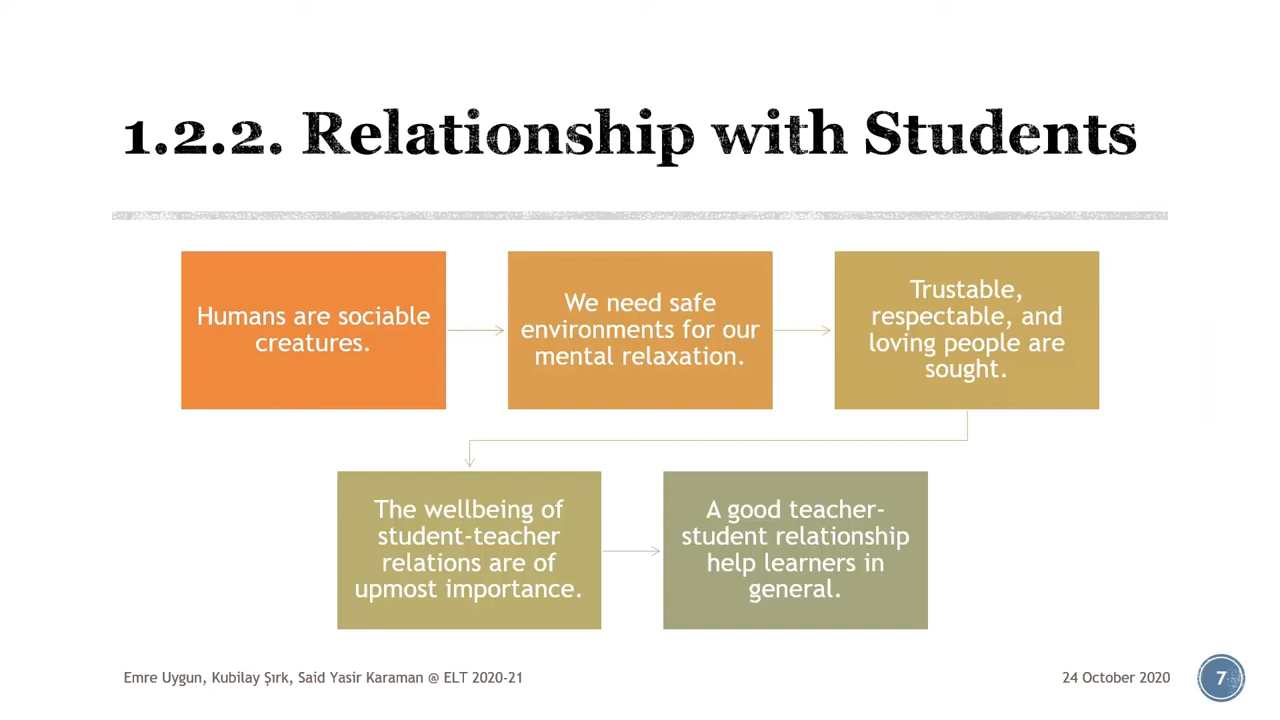 1.2.2. Relationship with Students
Humans are sociable
creatures.
We need safe
environments for our
mental relaxation.
Trustable,
respectable, and
loving people are
sought.
The wellbeing of
student-teacher
relations are of
upmost importance.
A good teacher-
student relationship
help learners in
general.
Emre Uygun, Kubilay Şırk, Said Yasir Karaman @ ELT 2020-21
24 October 2020
7